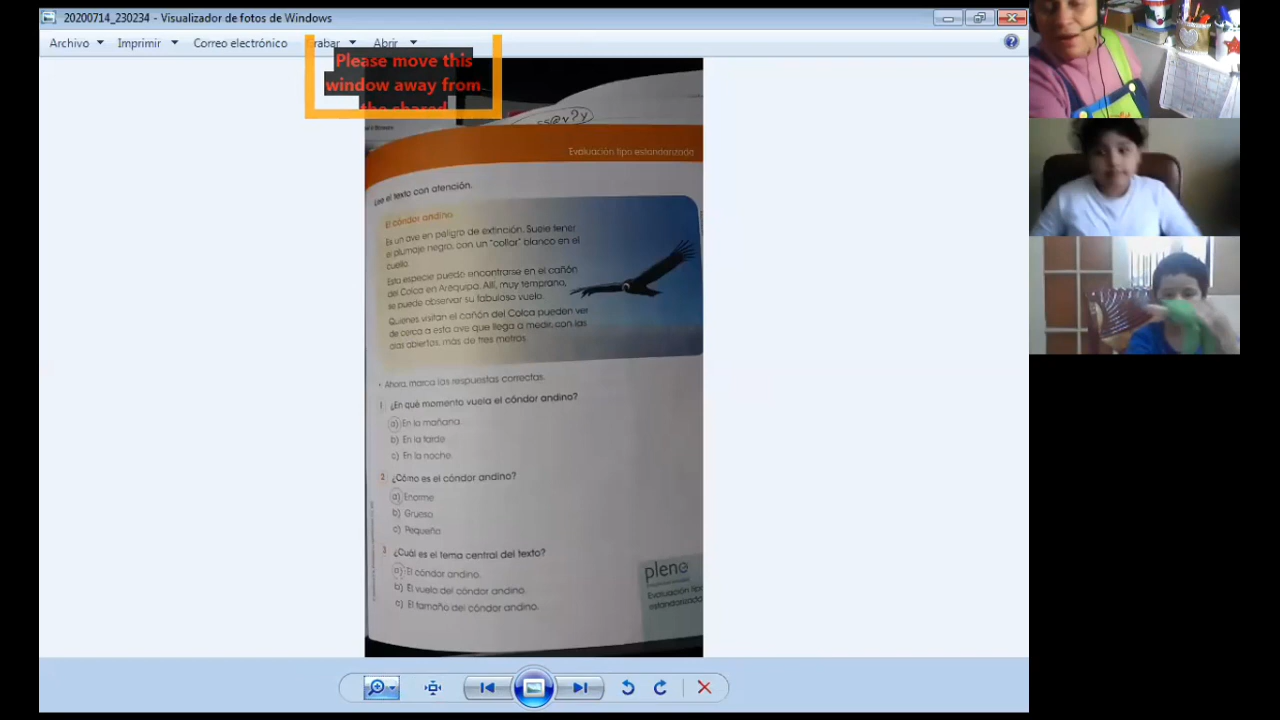 20200714_230234 - Visualizador de fotos de Windows
Archivo Imprimir Correo electrónico Abrir
Please move this
window away from
the shared
Evaluación tipo estandarizada
Lee el texto con atención.
El cóndor andino
Es un ave en peligro de extinción. Suele tener
el plumaje negro, con un "collar" blanco en el
cuello.
Esta especie puede encontrarse en el cañón
del Colca en Arequipa. Allí, muy temprano,
se puede observar su fabuloso vuelo.
Quienes visitan el cañón del Colca pueden ver
de cerca a esta ave que llega a medir, con las
alas abiertas, más de tres metros.
• Ahora, marca las respuestas correctas.
1 ¿En qué momento vuela el cóndor andino?
a) En la mañana.
b) En la tarde.
c) En la noche.
2 ¿Cómo es el cóndor andino?
a) Enorme
b) Grueso
c) Pequeño
3 ¿Cuál es el tema central del texto?
a) El cóndor andino.
b) El vuelo del cóndor andino.
c) El tamaño del cóndor andino.
pleno
Evaluación tipo
estandarizada